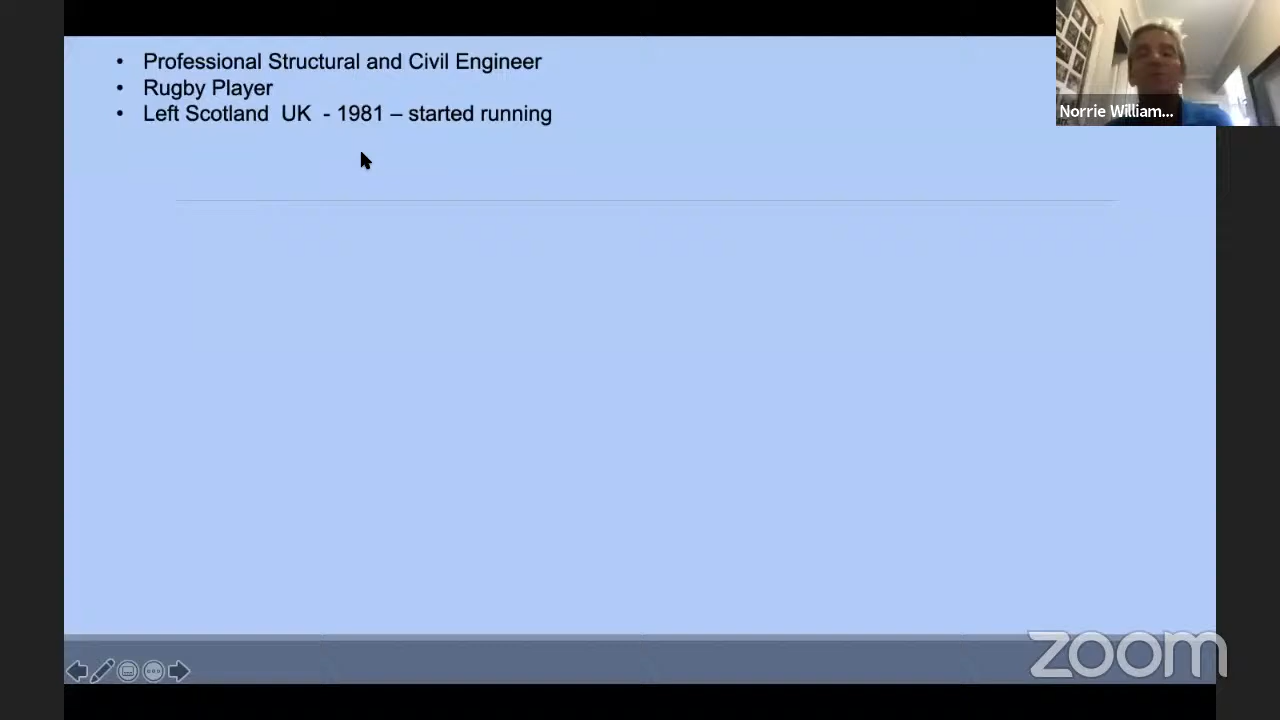 • Professional Structural and Civil Engineer
• Rugby Player
• Left Scotland UK - 1981 – started running
Norrie William...
zoom